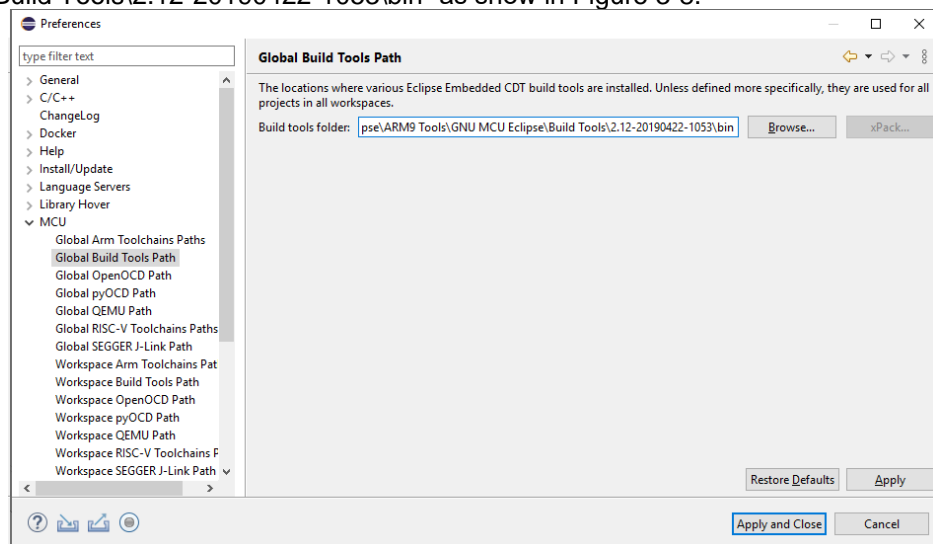 Build Tools\2.12-20190422-1053\bin" as show in Figure 3-3.
Preferences
type filter text
General
C/C++
ChangeLog
Docker
Help
Install/Update
Language Servers
Library Hover
MCU
Global Arm Toolchains Paths
Global Build Tools Path
Global OpenOCD Path
Global pyOCD Path
Global QEMU Path
Global RISC-V Toolchains Paths
Global SEGGER J-Link Path
Workspace Arm Toolchains Pat
Workspace Build Tools Path
Workspace OpenOCD Path
Workspace pyOCD Path
Workspace QEMU Path
Workspace RISC-V Toolchains P
Workspace SEGGER J-Link Path
Global Build Tools Path
The locations where various Eclipse Embedded CDT build tools are installed. Unless defined more specifically, they are used for all
projects in all workspaces.
Build tools folder: pse\ARM9 Tools\GNU MCU Eclipse\Build Tools\2.12-20190422-1053\bin Browse... xPack...
Restore Defaults Apply
Apply and Close Cancel